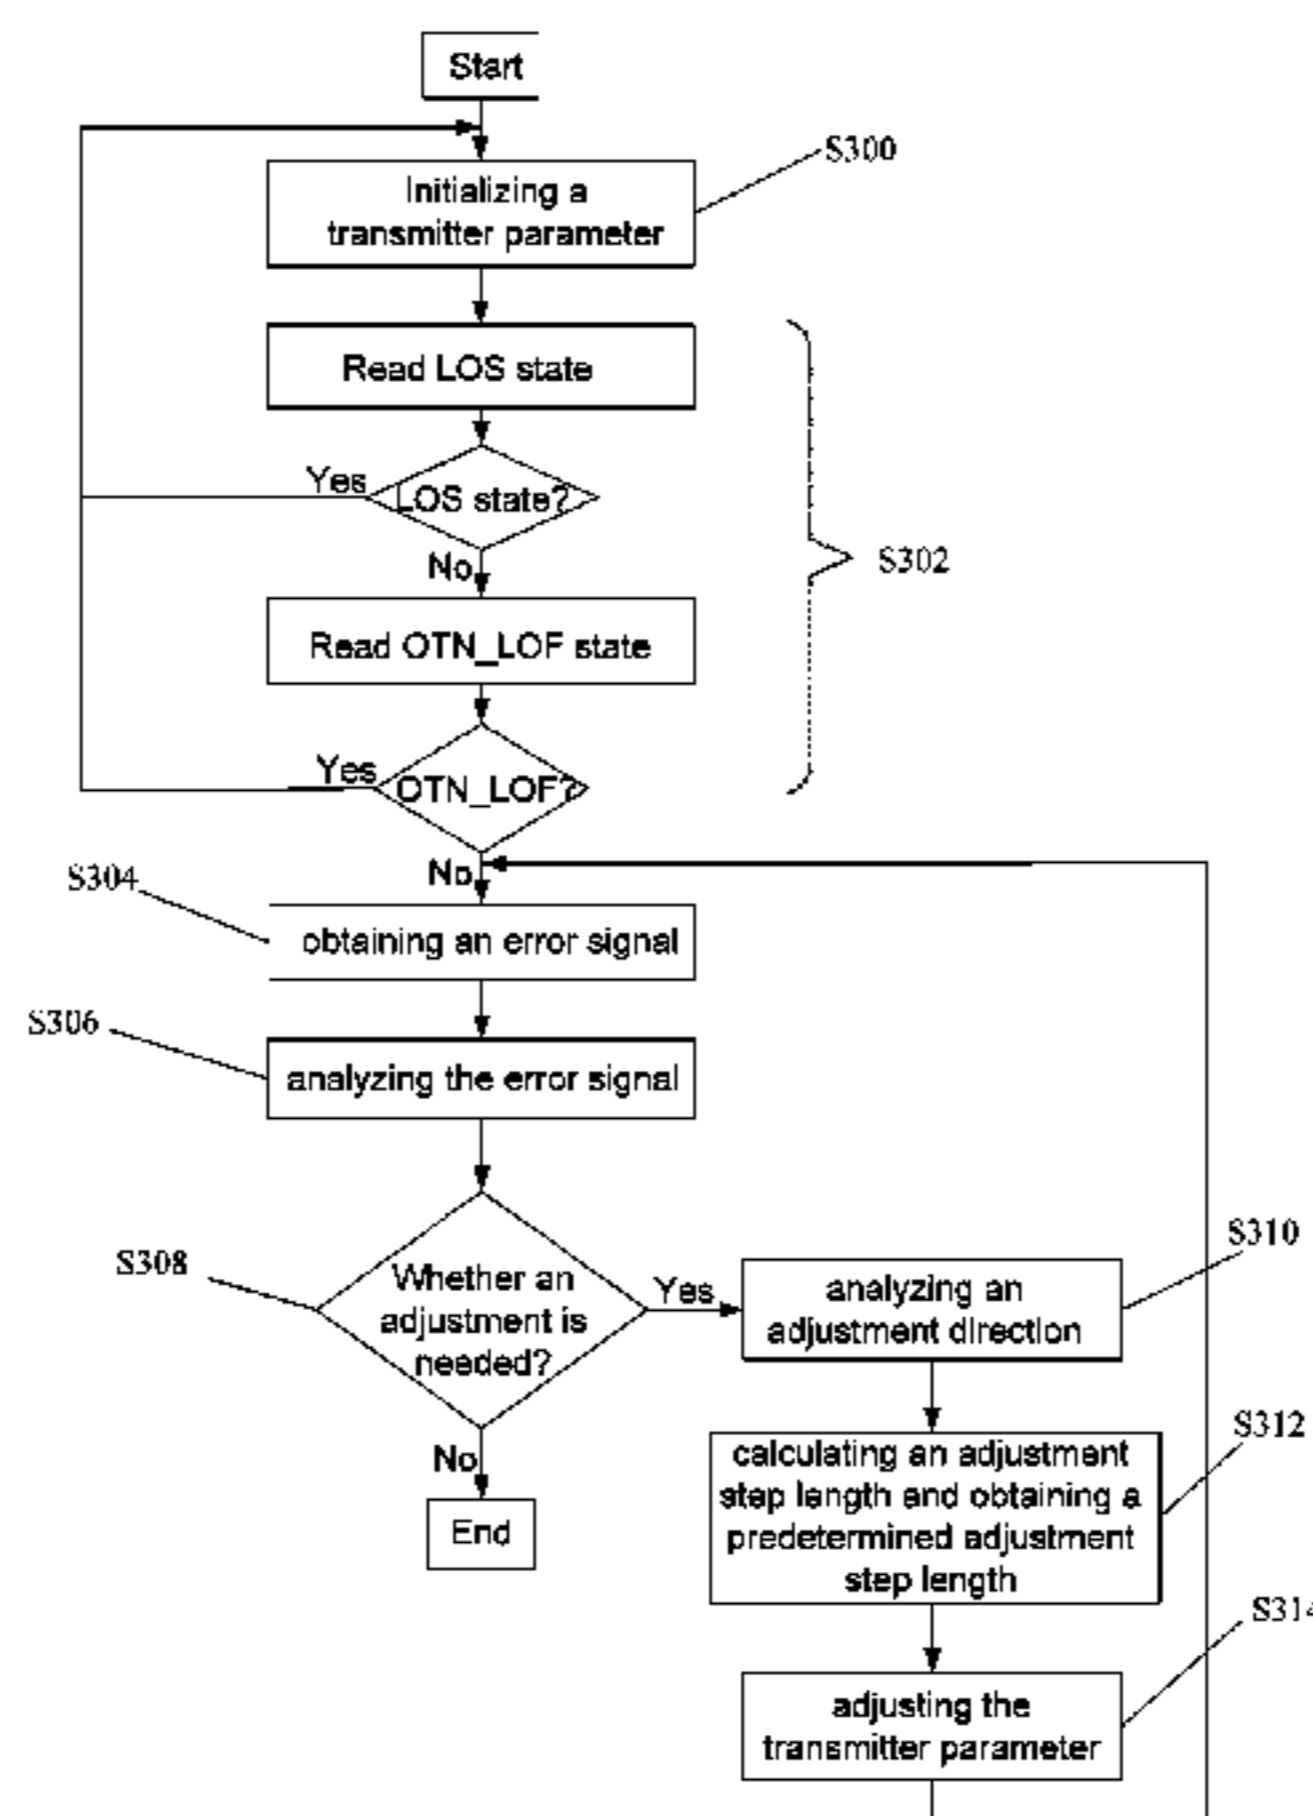 Start
S300
Initializing a
transmitter parameter
Read LOS state
Yes
LOS state?
S302
No
Read OTN_LOF state
Yes
OTN_LOF?
No
S304
obtaining an error signal
S306
analyzing the error signal
S308
Whether an
adjustment is
needed?
Yes
S310
analyzing an
adjustment direction
No
End
S312
calculating an adjustment
step length and obtaining a
predetermined adjustment
step length
S314
adjusting the
transmitter parameter